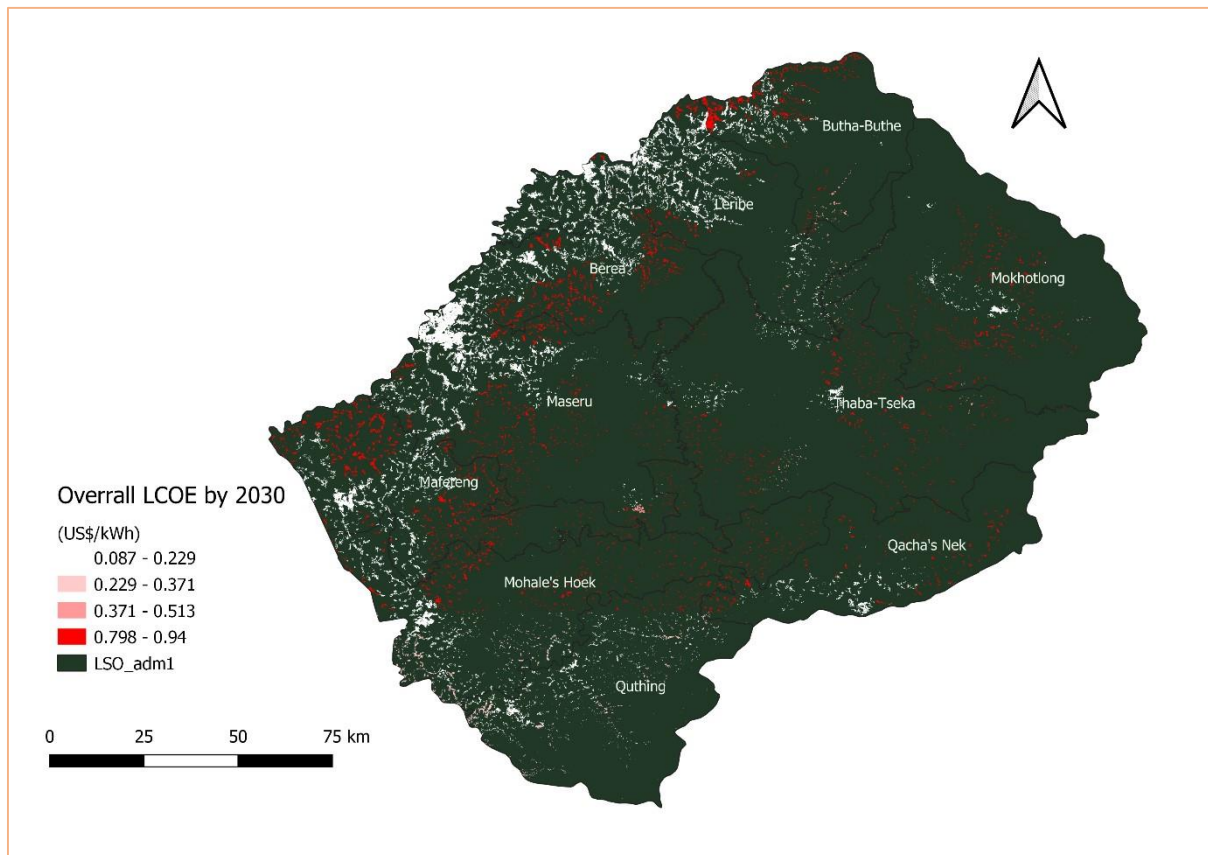 Butha-Buthe
Leribe
Berea
Mokhotlong
Maseru
Thaba-Tseka
Mafeteng
Qacha's Nek
Mohale's Hoek
Quthing
Overrall LCOE by 2030
(US$/kWh)
0.087 - 0.229
0.229 - 0.371
0.371 - 0.513
0.798 - 0.94
LSO_adm1
0 25 50 75 km